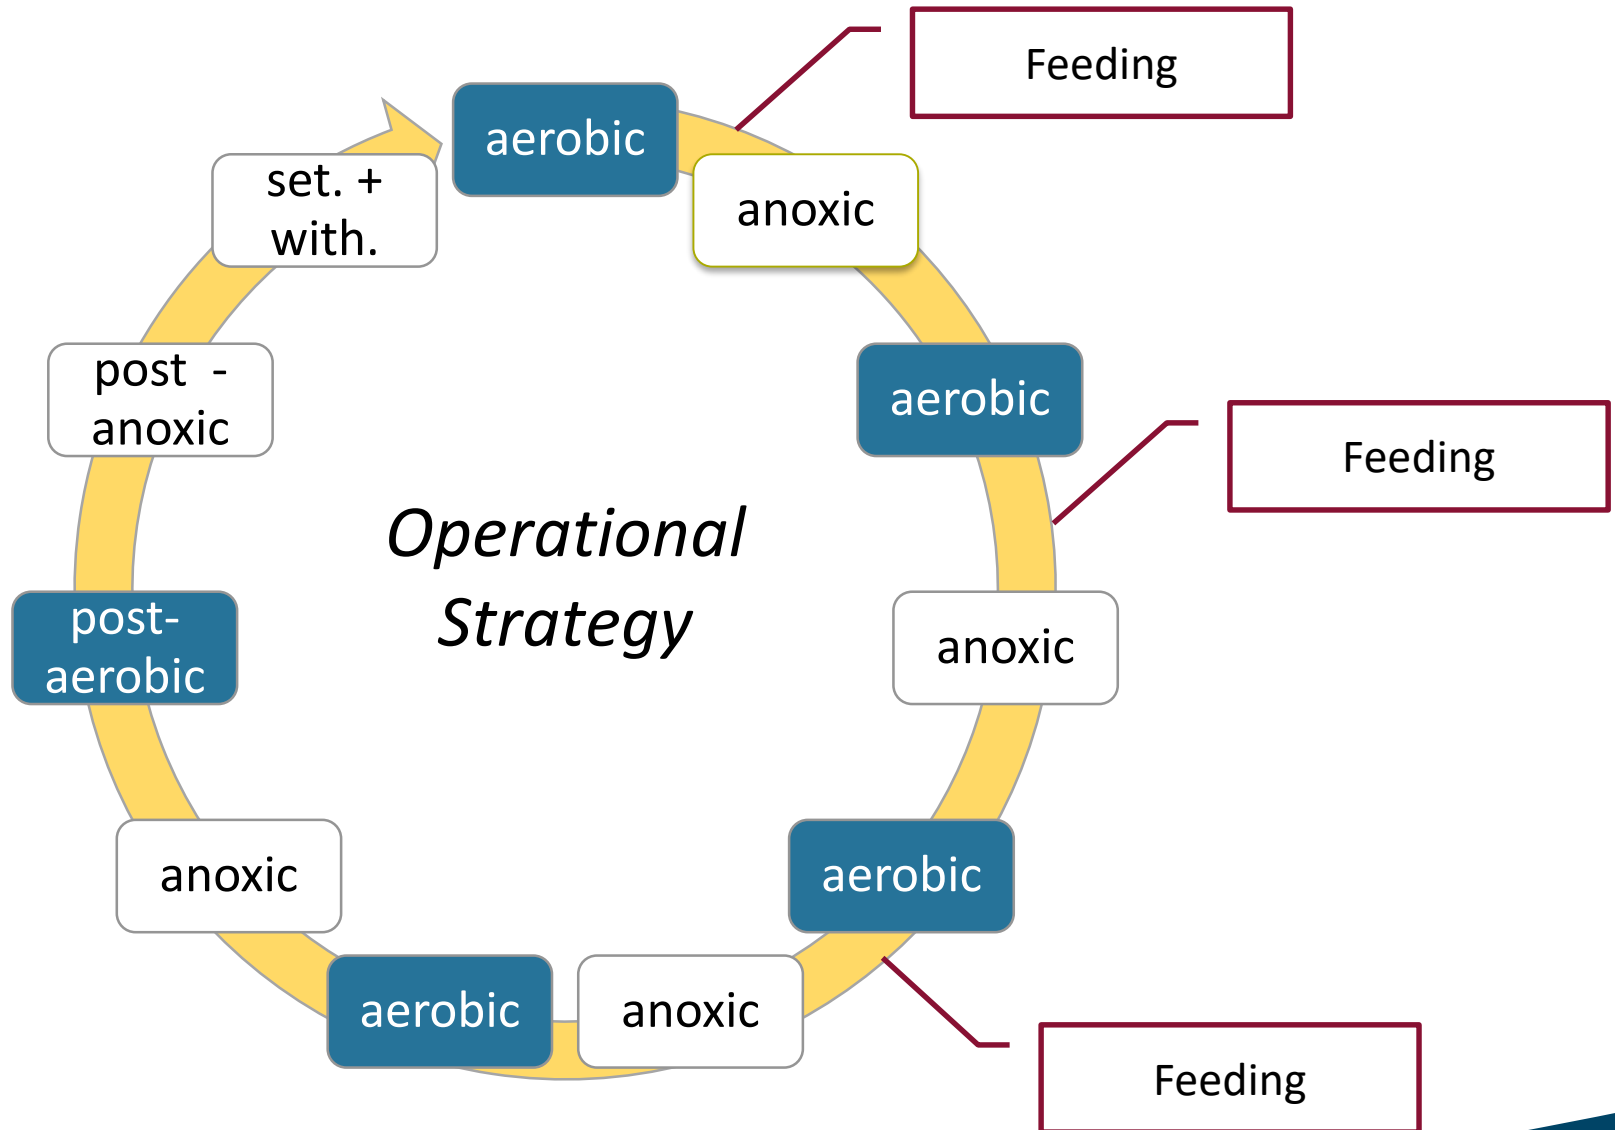 Feeding
aerobic
anoxic
set. +
with.
aerobic
post -
anoxic
Feeding
Operational
Strategy
anoxic
post-
aerobic
aerobic
anoxic
anoxic
aerobic
Feeding